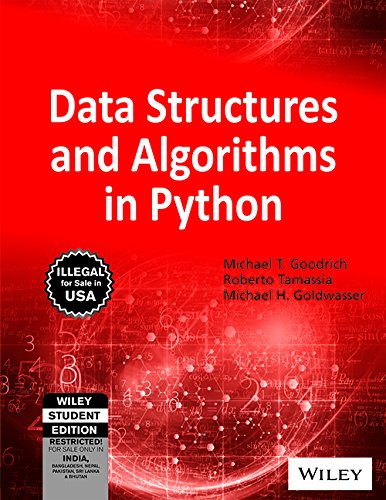 Data Structures
and Algorithms
in Python
Michael T. Goodrich
Roberto Tamassia
Michael H. Goldwasser
ILLEGAL
for Sale in
USA
WILEY
STUDENT
EDITION
RESTRICTED!
FOR SALE ONLY IN
INDIA,
BANGLADESH, NEPAL,
PAKISTAN, SRI LANKA
& BHUTAN
WILEY